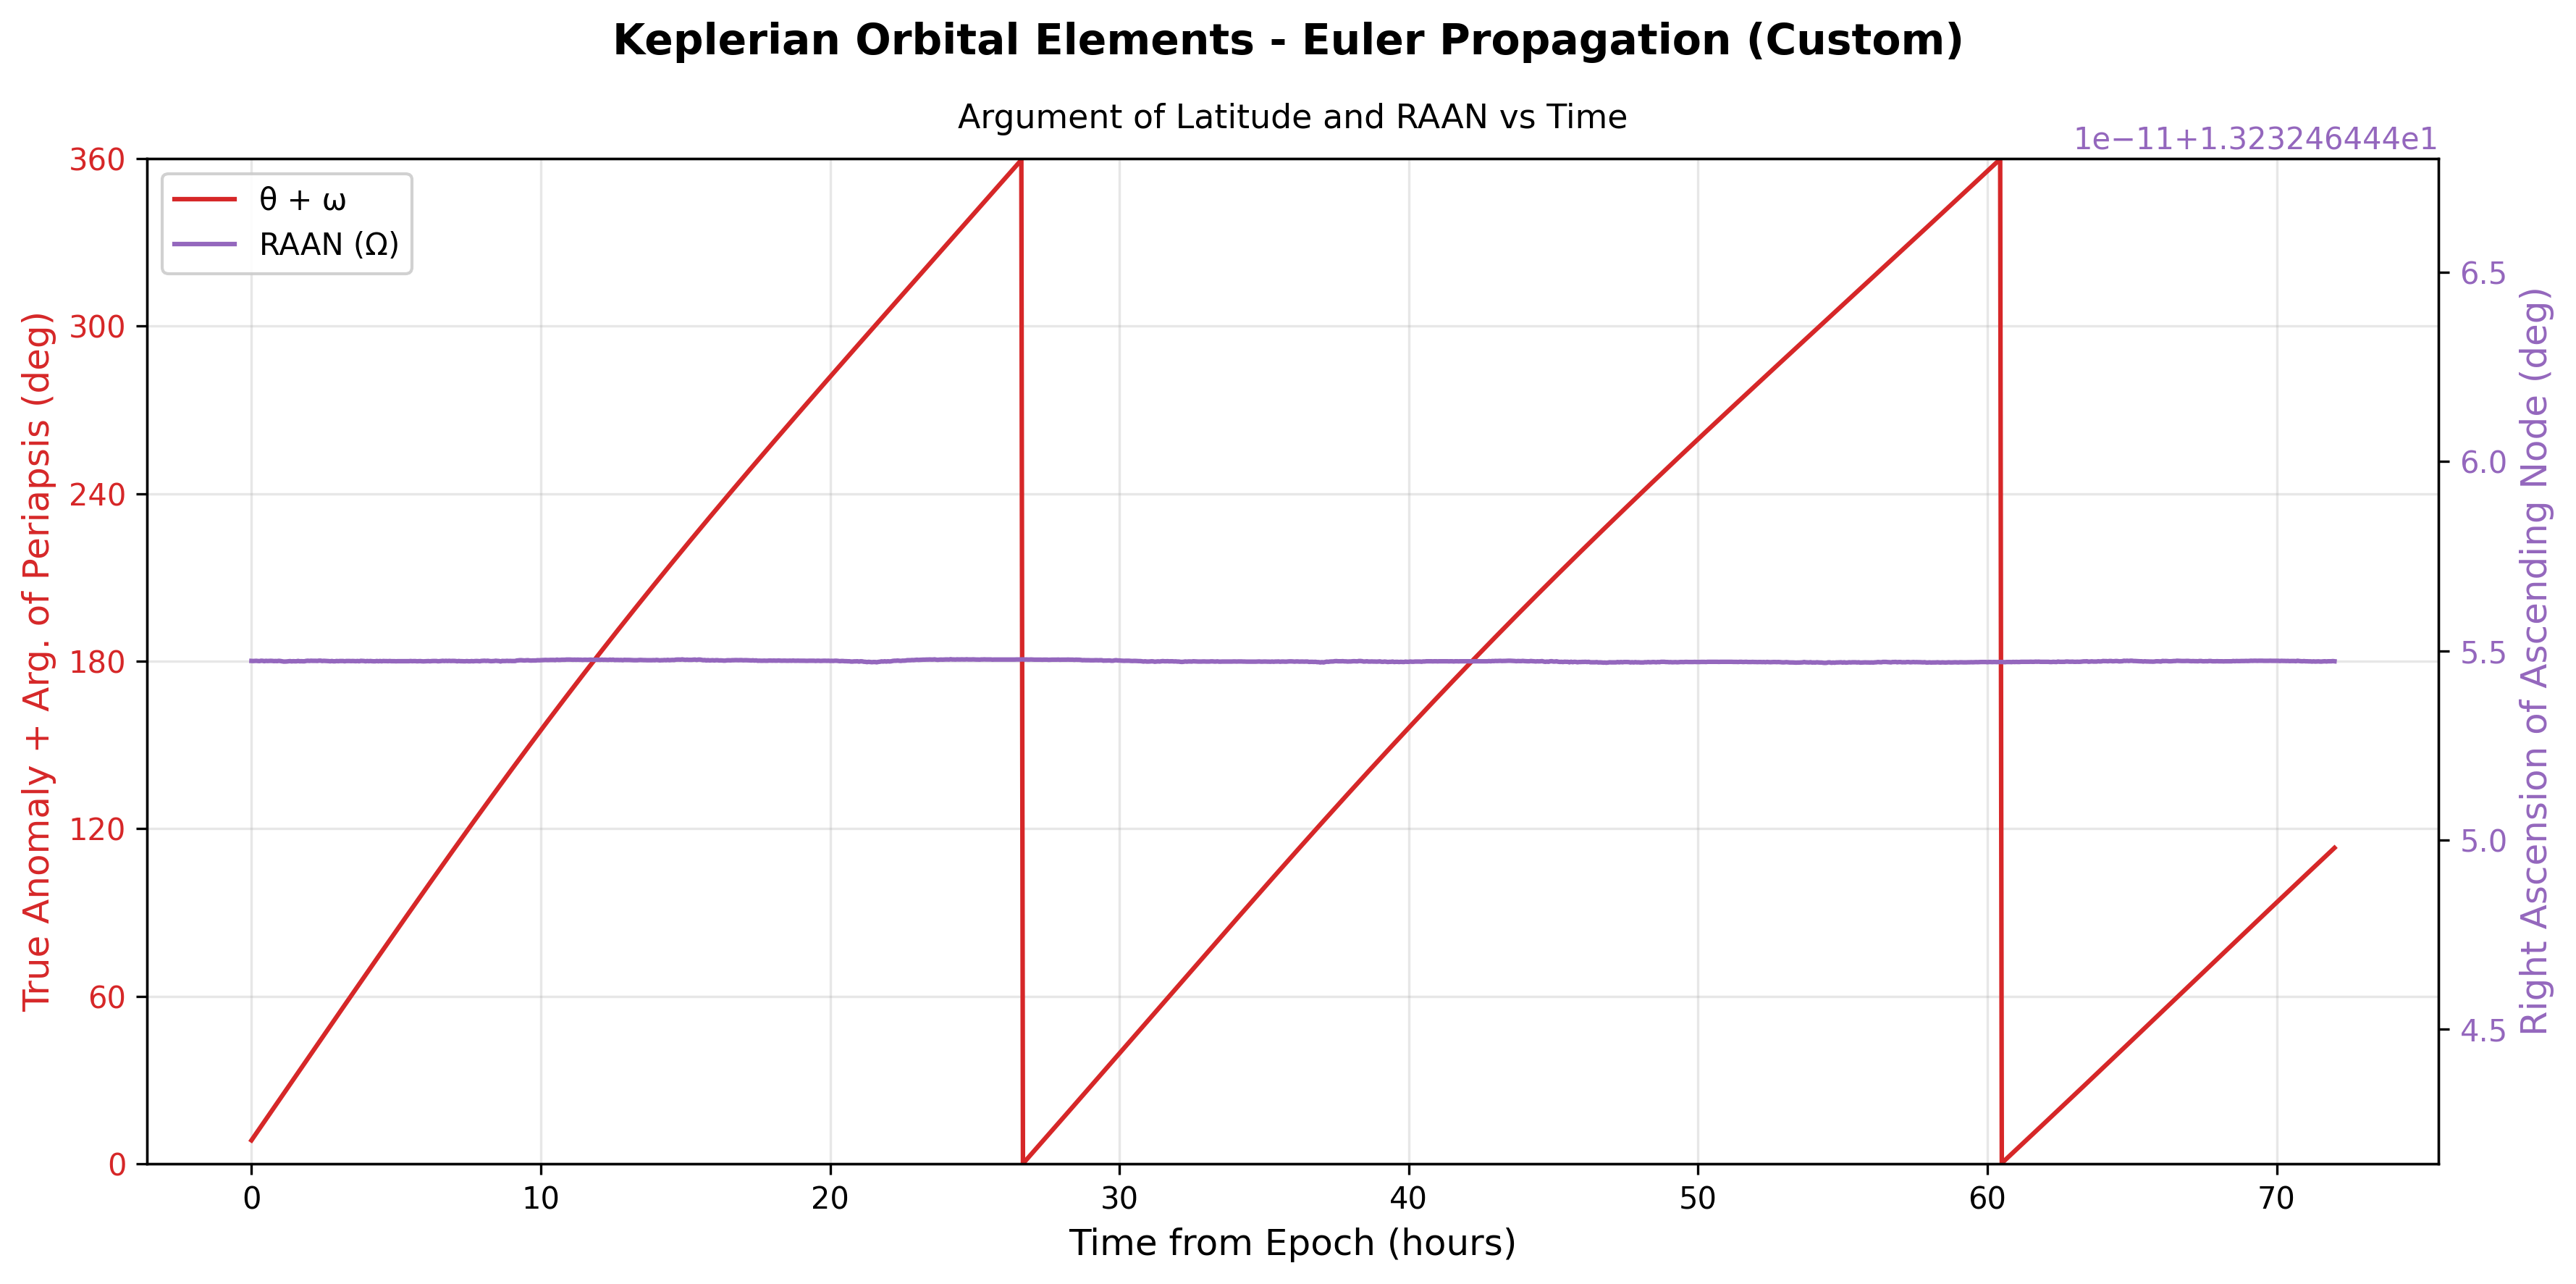 Keplerian Orbital Elements - Euler Propagation (Custom)
Argument of Latitude and RAAN vs Time
1e−11+1.323246444e1
θ + ω
RAAN (Ω)
True Anomaly + Arg. of Periapsis (deg)
360
300
240
180
120
60
0
Right Ascension of Ascending Node (deg)
6.5
6.0
5.5
5.0
4.5
0 10 20 30 40 50 60 70
Time from Epoch (hours)